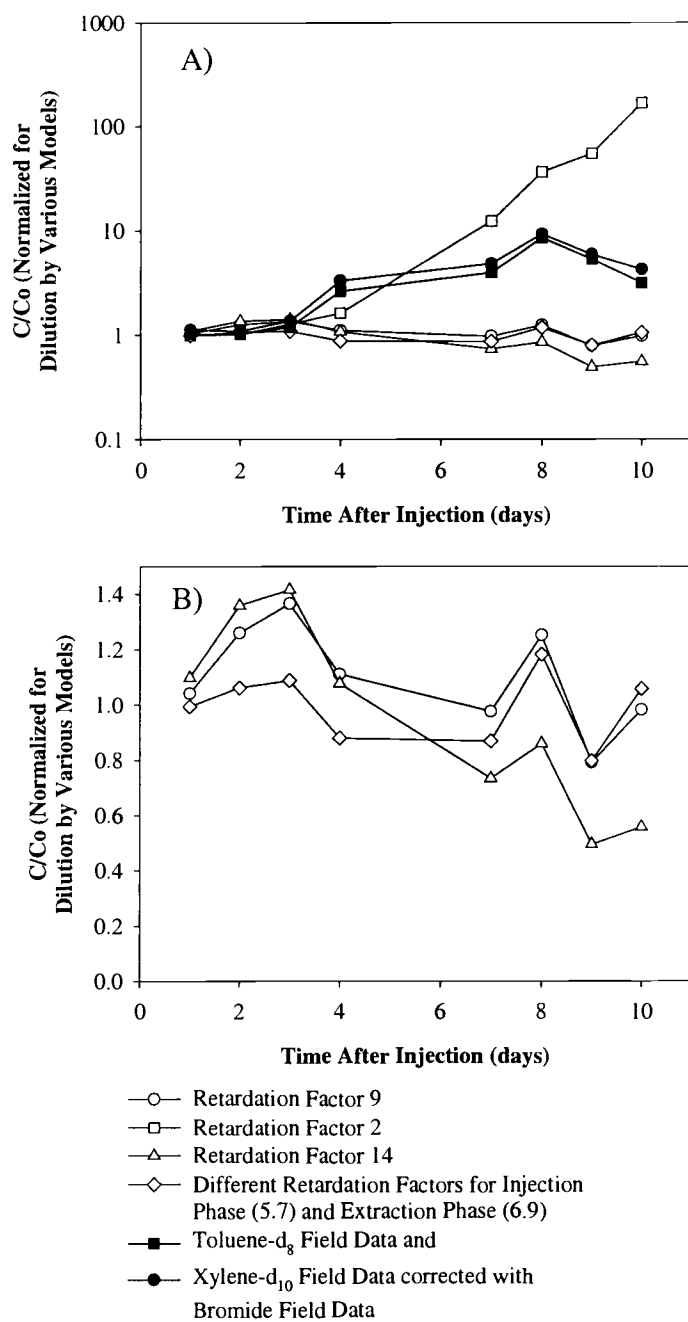 A)
1000
100
10
1
0.1
0 2 4 6 8 10
C/Co (Normalized for
Dilution by Various Models)
Time After Injection (days)
B)
1.4
1.2
1.0
0.8
0.6
0.4
0.2
0.0
0 2 4 6 8 10
C/Co (Normalized for
Dilution by Various Models)
Time After Injection (days)
Retardation Factor 9
Retardation Factor 2
Retardation Factor 14
Different Retardation Factors for Injection
Phase (5.7) and Extraction Phase (6.9)
Toluene-d8 Field Data and
Xylene-d10 Field Data corrected with
Bromide Field Data